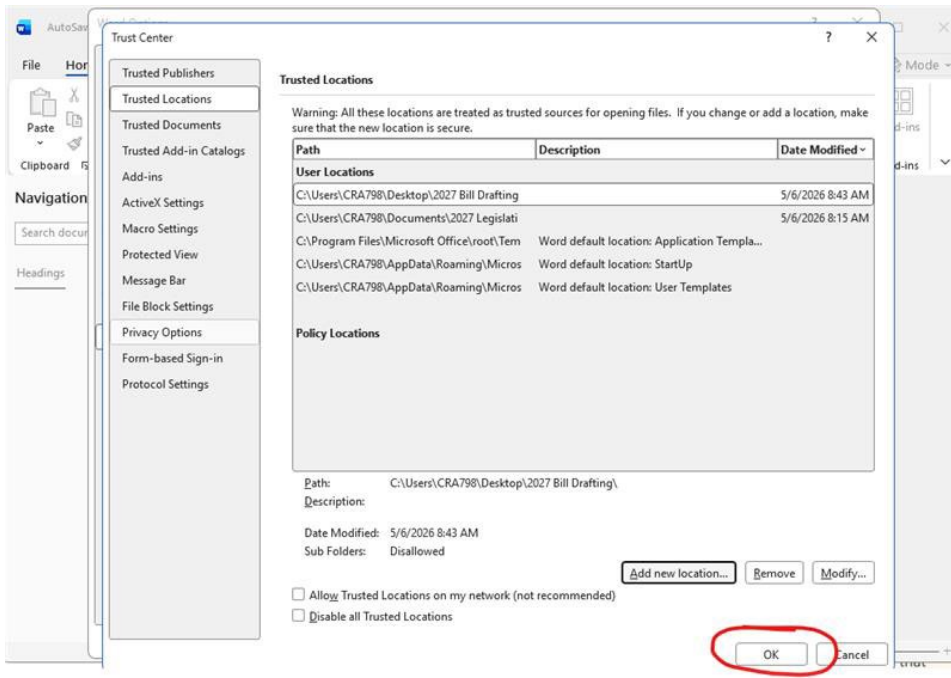 AutoSav
Trust Center
?
File
Hor
Mode
Paste
Clipboard
d-ins
d-ins
Navigation
Search docur
Headings
Trusted Publishers
Trusted Locations
Trusted Documents
Trusted Add-in Catalogs
Add-ins
ActiveX Settings
Macro Settings
Protected View
Message Bar
File Block Settings
Privacy Options
Form-based Sign-in
Protocol Settings
Trusted Locations
Warning: All these locations are treated as trusted sources for opening files. If you change or add a location, make
sure that the new location is secure.
Path Description Date Modified
User Locations
C:\Users\CRA798\Desktop\2027 Bill Drafting 5/6/2026 8:43 AM
C:\Users\CRA798\Documents\2027 Legislati 5/6/2026 8:15 AM
C:\Program Files\Microsoft Office\root\Tem Word default location: Application Templa...
C:\Users\CRA798\AppData\Roaming\Micros Word default location: StartUp
C:\Users\CRA798\AppData\Roaming\Micros Word default location: User Templates
Policy Locations
Path: C:\Users\CRA798\Desktop\2027 Bill Drafting\
Description:
Date Modified: 5/6/2026 8:43 AM
Sub Folders: Disallowed
Add new location... Remove Modify...
Allow Trusted Locations on my network (not recommended)
Disable all Trusted Locations
OK Cancel